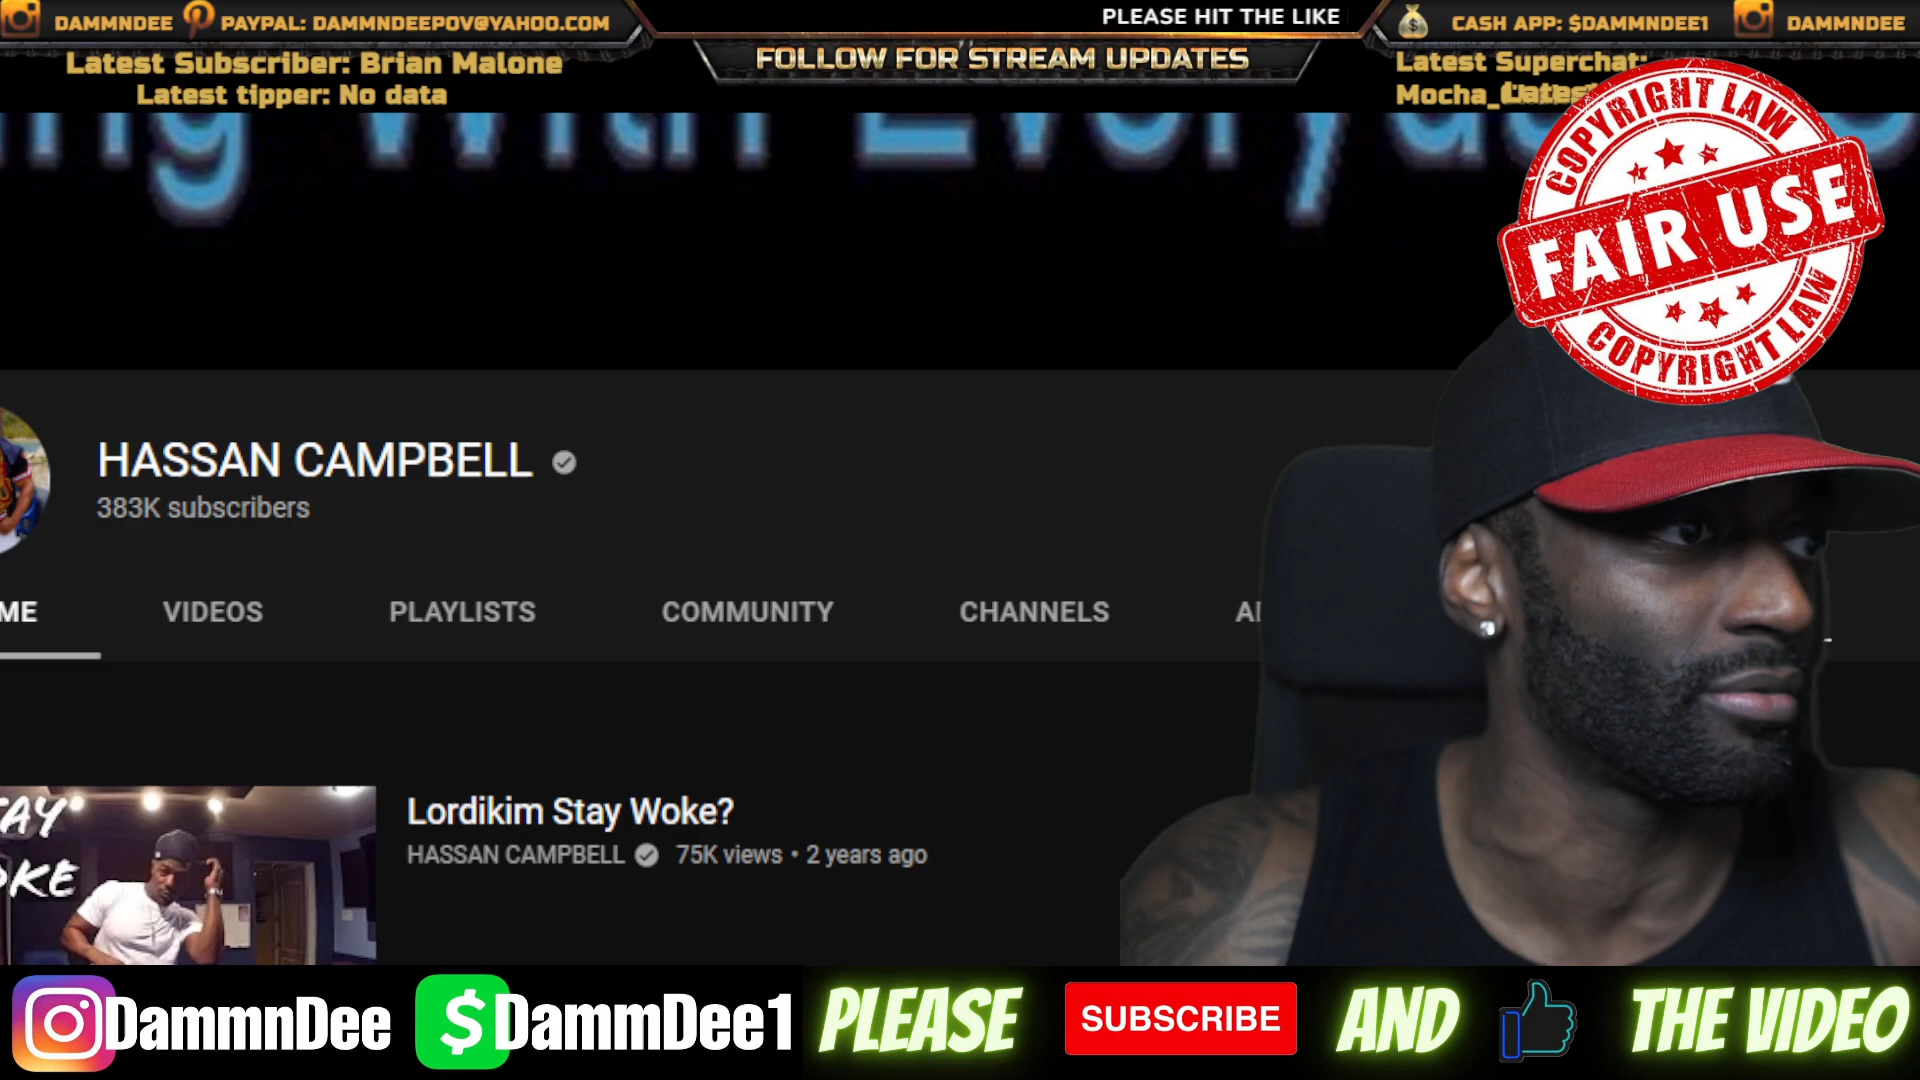 DAMMNDEE PAYPAL: DAMMNDEEPOV@YAHOO.COM
PLEASE HIT THE LIKE
CASH APP: $DAMMNDEE1 DAMMNDEE
FOLLOW FOR STREAM UPDATES
Latest Subscriber: Brian Malone
Latest tipper: No data
Latest Superchat:
Mocha_
COPYRIGHT LAW
FAIR USE
COPYRIGHT LAW
With
HASSAN CAMPBELL
383K subscribers
VIDEOS PLAYLISTS COMMUNITY CHANNELS
Lordikim Stay Woke?
HASSAN CAMPBELL 75K views • 2 years ago
DammnDee $DammDee1 PLEASE SUBSCRIBE AND THE VIDEO